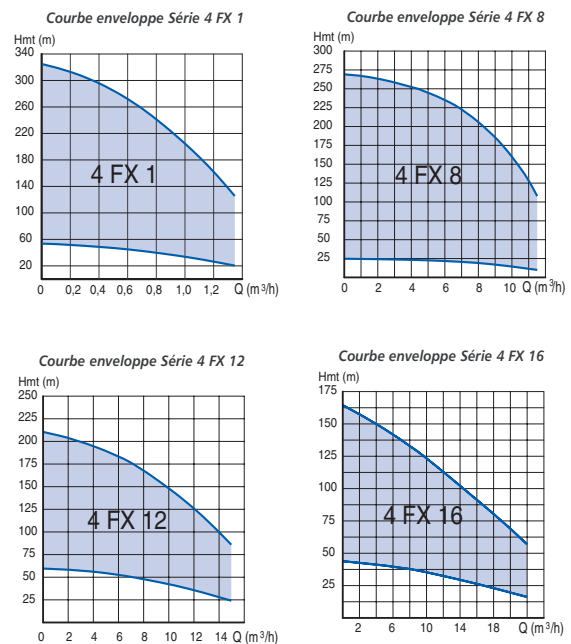 Courbe enveloppe Série 4 FX 1
Hmt (m)
340
300
260
220
180
140
100
60
20
4 FX 1
0 0,2 0,4 0,6 0,8 1,0 1,2 Q (m³/h)
Courbe enveloppe Série 4 FX 8
Hmt (m)
300
275
250
225
200
175
150
125
100
75
50
25
4 FX 8
0 2 4 6 8 10 Q (m³/h)
Courbe enveloppe Série 4 FX 12
Hmt (m)
250
225
200
175
150
125
100
75
50
25
4 FX 12
0 2 4 6 8 10 12 14 Q (m³/h)
Courbe enveloppe Série 4 FX 16
Hmt (m)
175
150
125
100
75
50
25
4 FX 16
2 6 10 14 18 Q (m³/h)